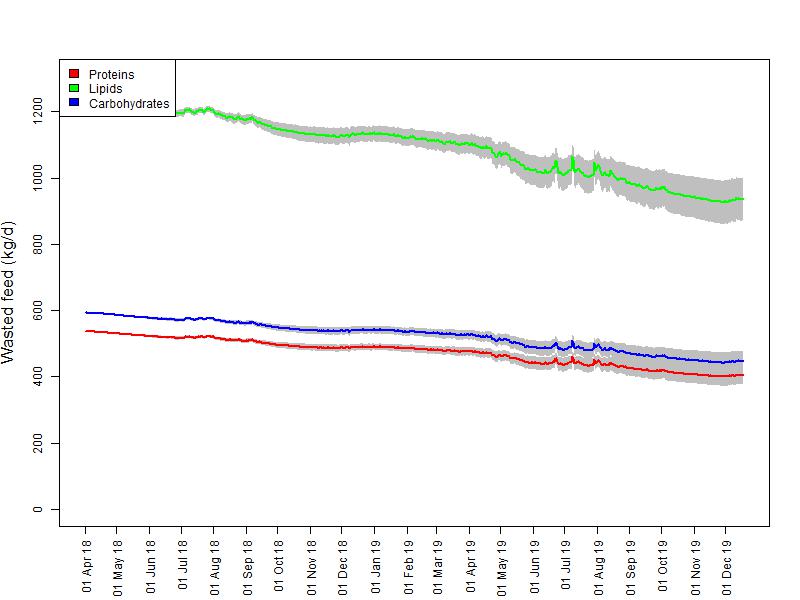 Proteins
Lipids
Carbohydrates
Wasted feed (kg/d)
1200
1000
800
600
400
200
0
01 Apr 18
01 May 18
01 Jun 18
01 Jul 18
01 Aug 18
01 Sep 18
01 Oct 18
01 Nov 18
01 Dec 18
01 Jan 19
01 Feb 19
01 Mar 19
01 Apr 19
01 May 19
01 Jun 19
01 Jul 19
01 Aug 19
01 Sep 19
01 Oct 19
01 Nov 19
01 Dec 19